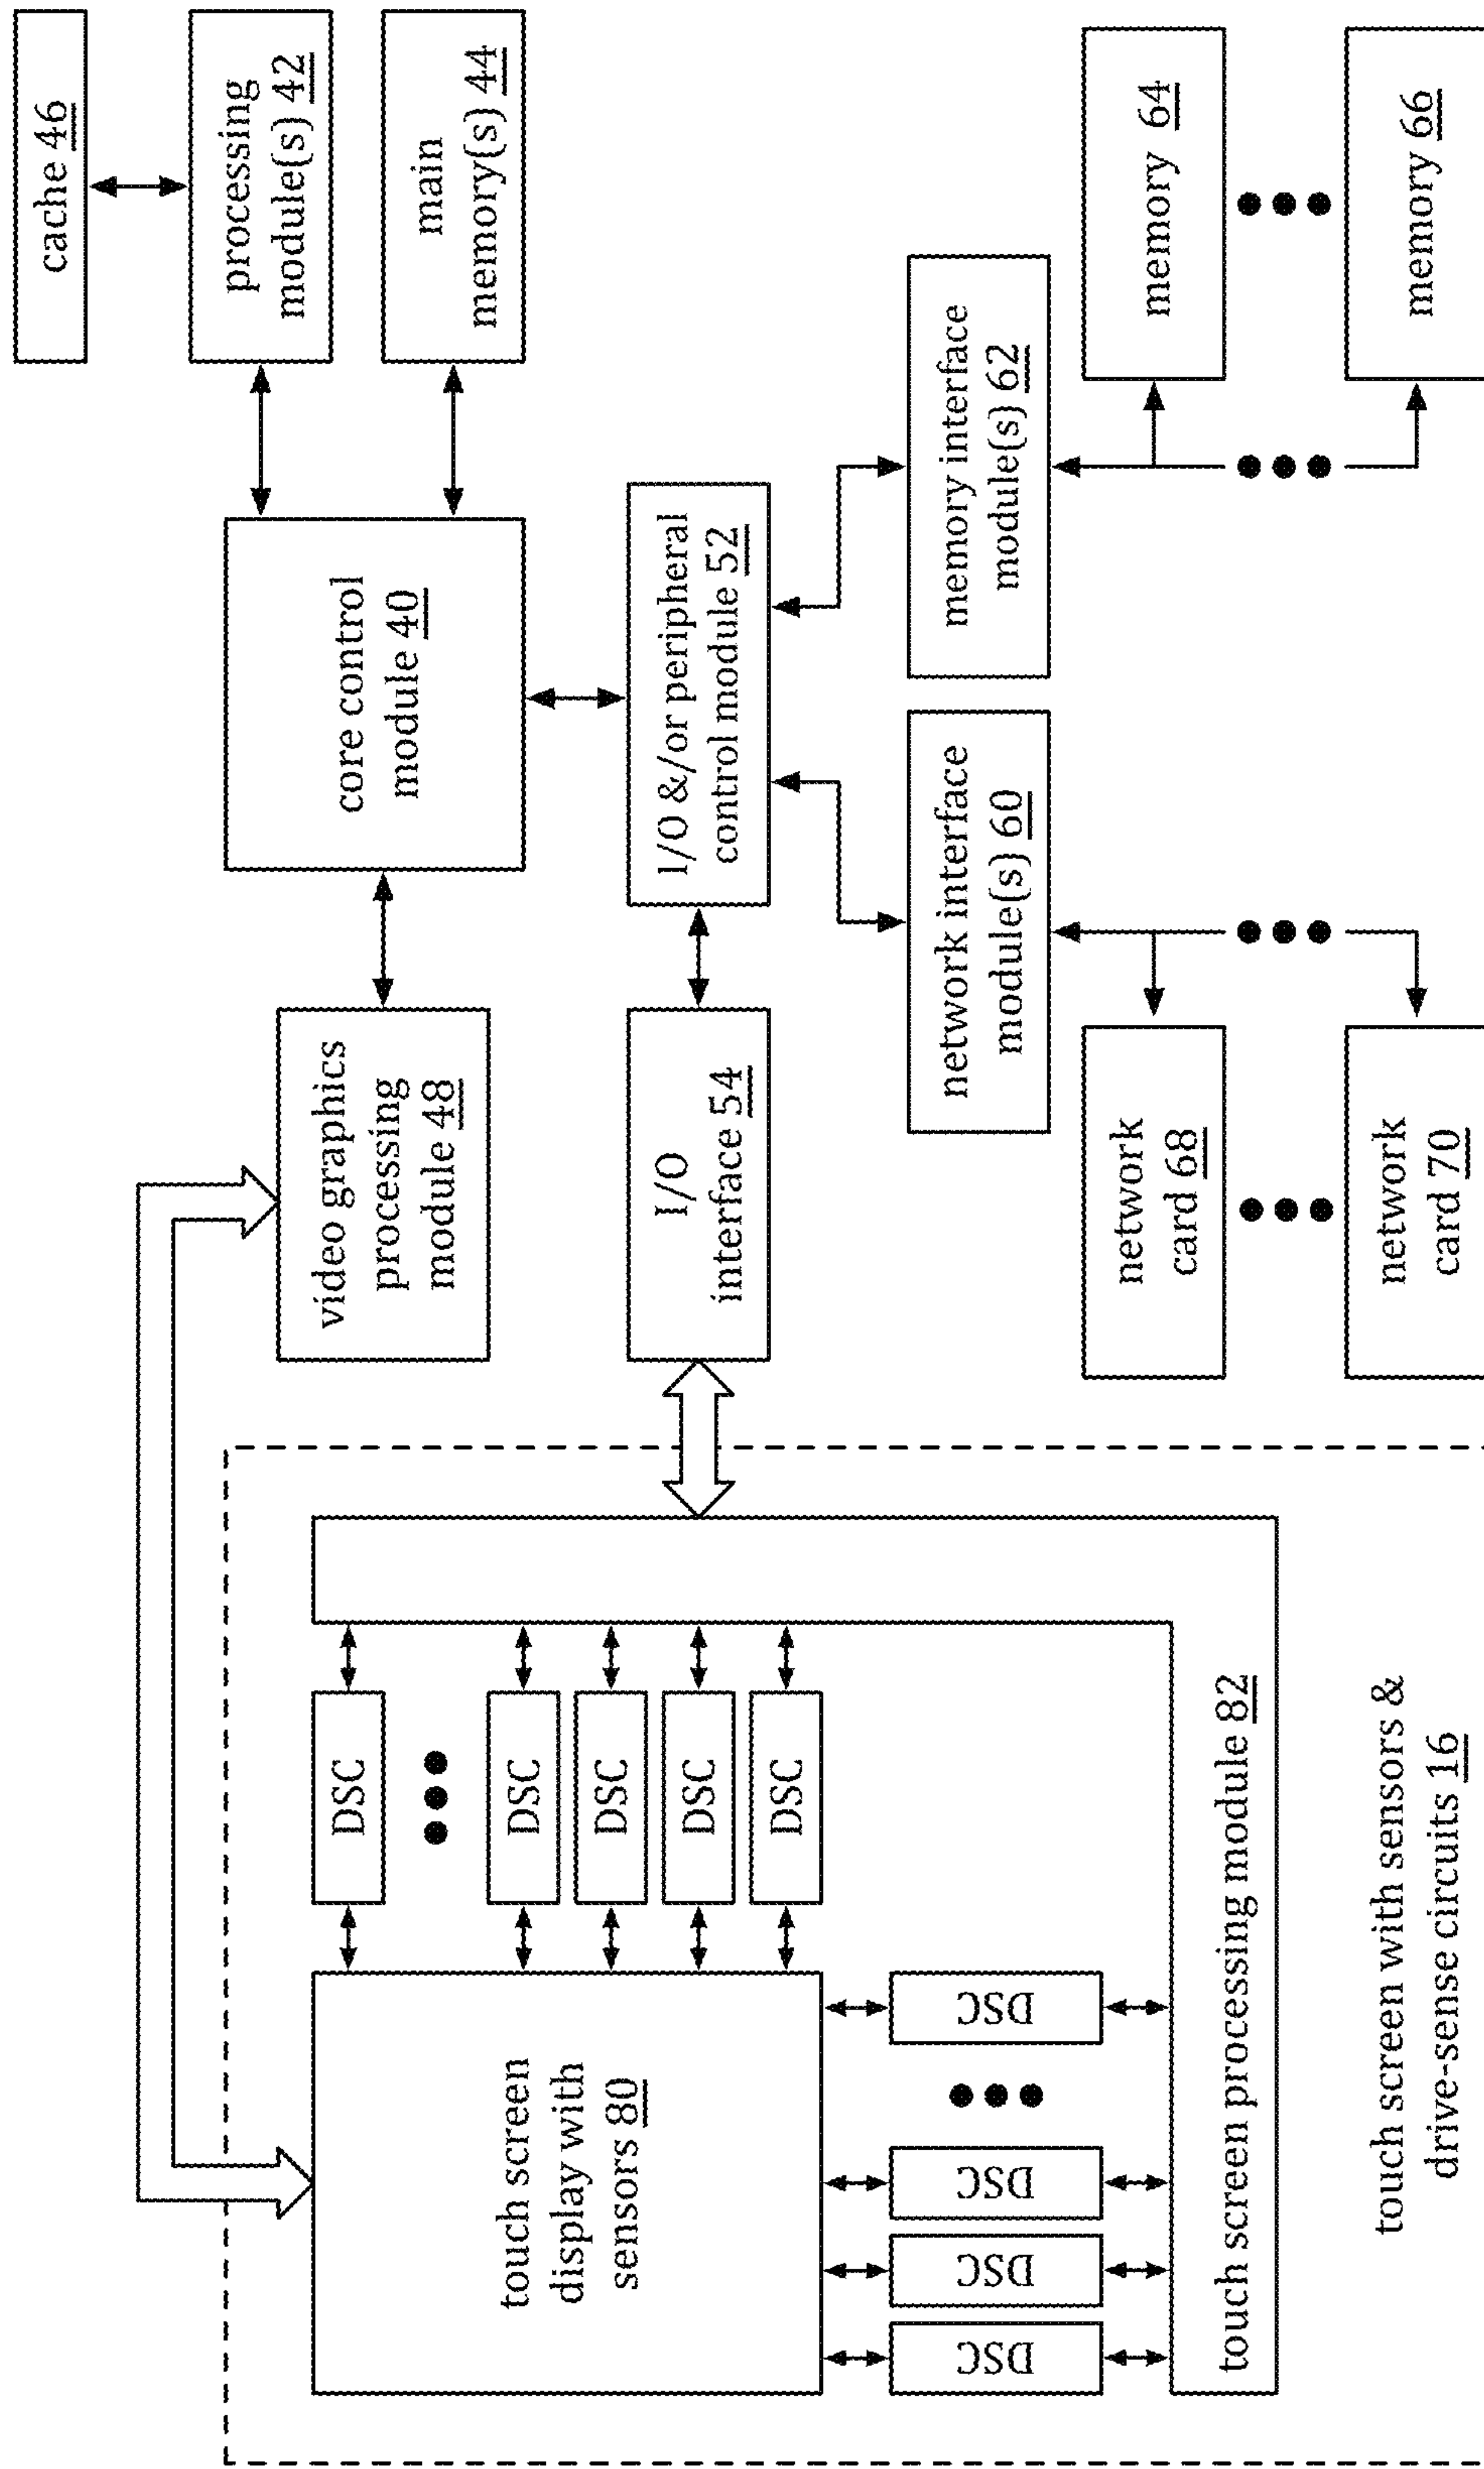 cache 46
processing
module(s) 42
main
memory(s) 44
core control
module 40
video graphics
processing
module 48
I/O &/or peripheral
control module 52
I/O
interface 54
memory interface
module(s) 62
network interface
module(s) 60
memory 64
memory 66
network
card 68
network
card 70
touch screen
display with
sensors 80
DSC
DSC
DSC
DSC
DSC
DSC
DSC
DSC
DSC
touch screen processing module 82
touch screen with sensors &
drive-sense circuits 16